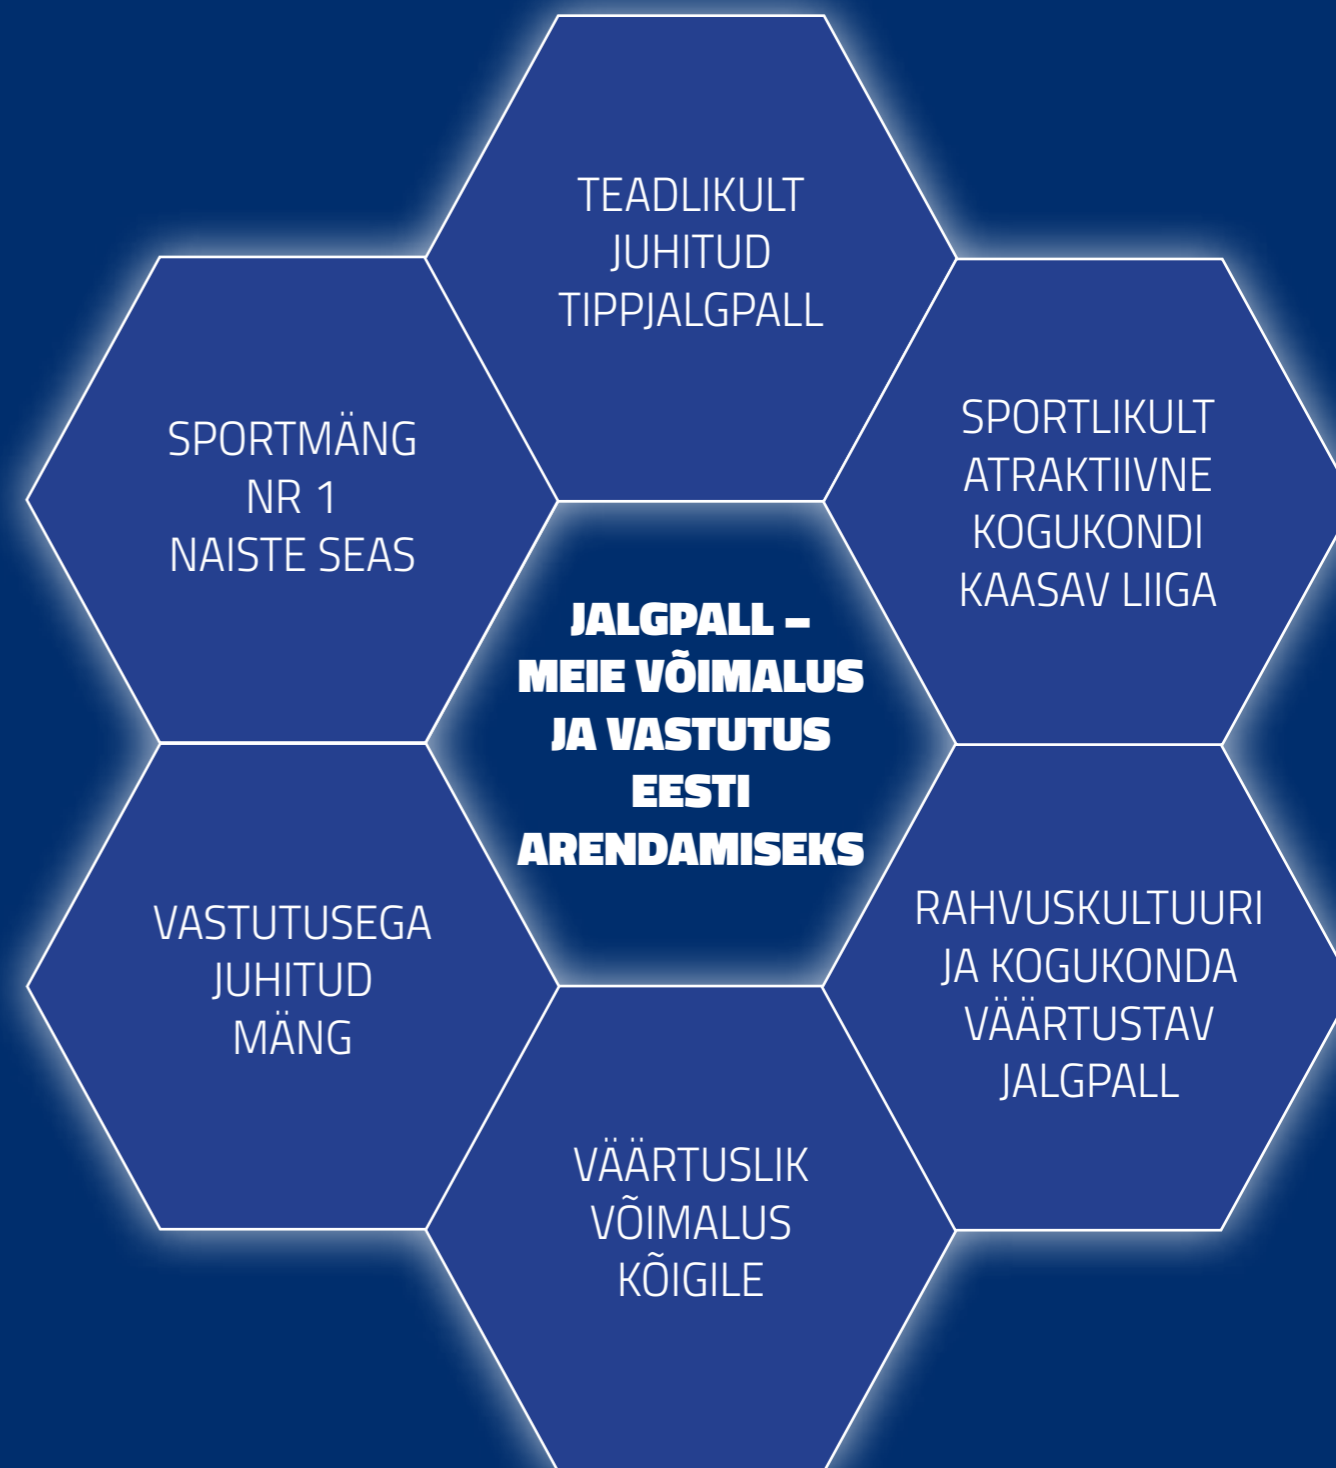 TEADLIKULT
JUHITUD
TIPPJALGPALL
SPORTMÄNG
NR 1
NAISTE SEAS
SPORTLIKULT
ATRAKTIIVNE
KOGUKONDI
KAASAV LIIGA
JALGPALL –
MEIE VÕIMALUS
JA VASTUTUS
EESTI
ARENDAMISEKS
VASTUTUSEGA
JUHITUD
MÄNG
RAHVUSKULTUURI
JA KOGUKONDA
VÄÄRTUSTAV
JALGPALL
VÄÄRTUSLIK
VÕIMALUS
KÕIGILE